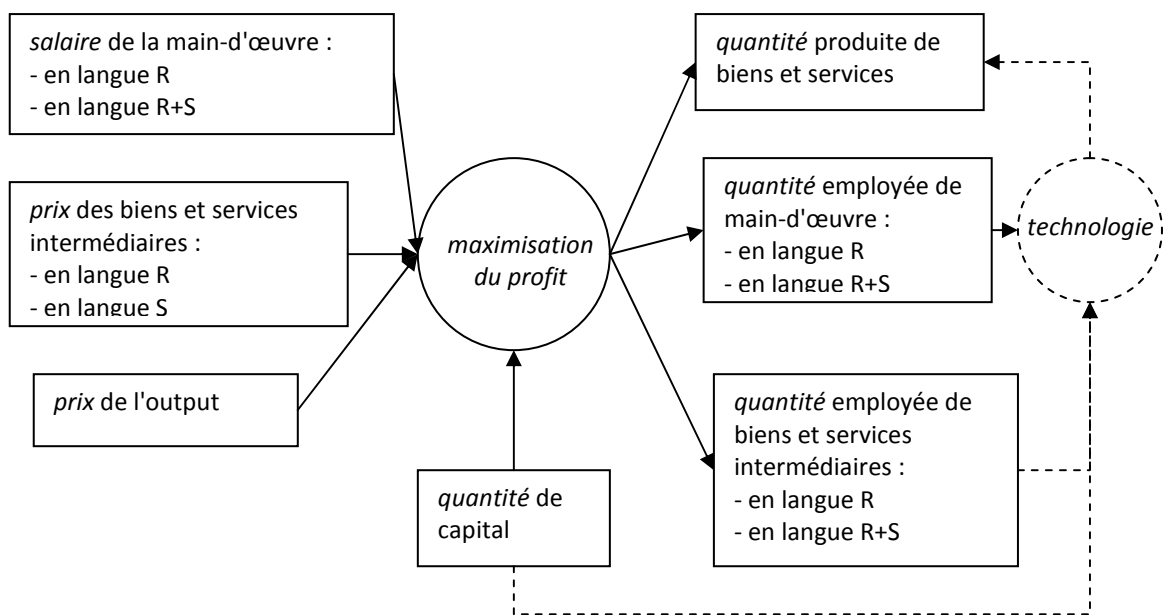 salaire de la main-d'œuvre :
- en langue R
- en langue R+S
prix des biens et services
intermédiaires :
- en langue R
- en langue S
prix de l'output
maximisation
du profit
quantité de
capital
quantité produite de
biens et services
quantité employée de
main-d'œuvre :
- en langue R
- en langue R+S
quantité employée de
biens et services
intermédiaires :
- en langue R
- en langue R+S
technologie